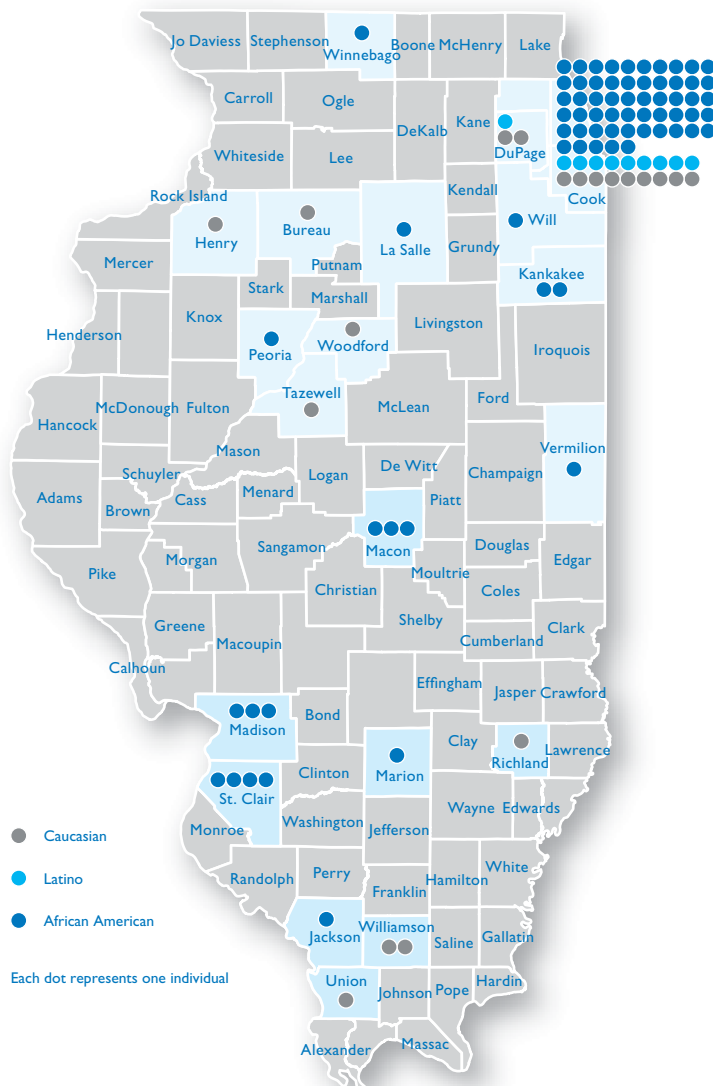 Jo Daviess
Stephenson
Winnebago
Boone
McHenry
Lake
Carroll
Ogle
DeKalb
Kane
DuPage
Whiteside
Lee
Kendall
Cook
Rock Island
Henry
Bureau
La Salle
Will
Grundy
Putnam
Mercer
Kankakee
Stark
Marshall
Knox
Livingston
Henderson
Peoria
Woodford
Iroquois
Tazewell
Ford
McDonough
Fulton
McLean
Hancock
Vermilion
Mason
De Witt
Schuyler
Logan
Champaign
Menard
Adams
Cass
Piatt
Brown
Macon
Sangamon
Douglas
Morgan
Edgar
Moultrie
Pike
Christian
Coles
Shelby
Greene
Clark
Macoupin
Cumberland
Calhoun
Effingham
Jasper
Crawford
Bond
Madison
Clay
Lawrence
Richland
Marion
Clinton
St. Clair
Wayne
Edwards
Washington
Monroe
Jefferson
White
Perry
Randolph
Hamilton
Franklin
Williamson
Jackson
Saline
Gallatin
Union
Hardin
Johnson
Pope
Massac
Alexander
Caucasian
Latino
African American
Each dot represents one individual